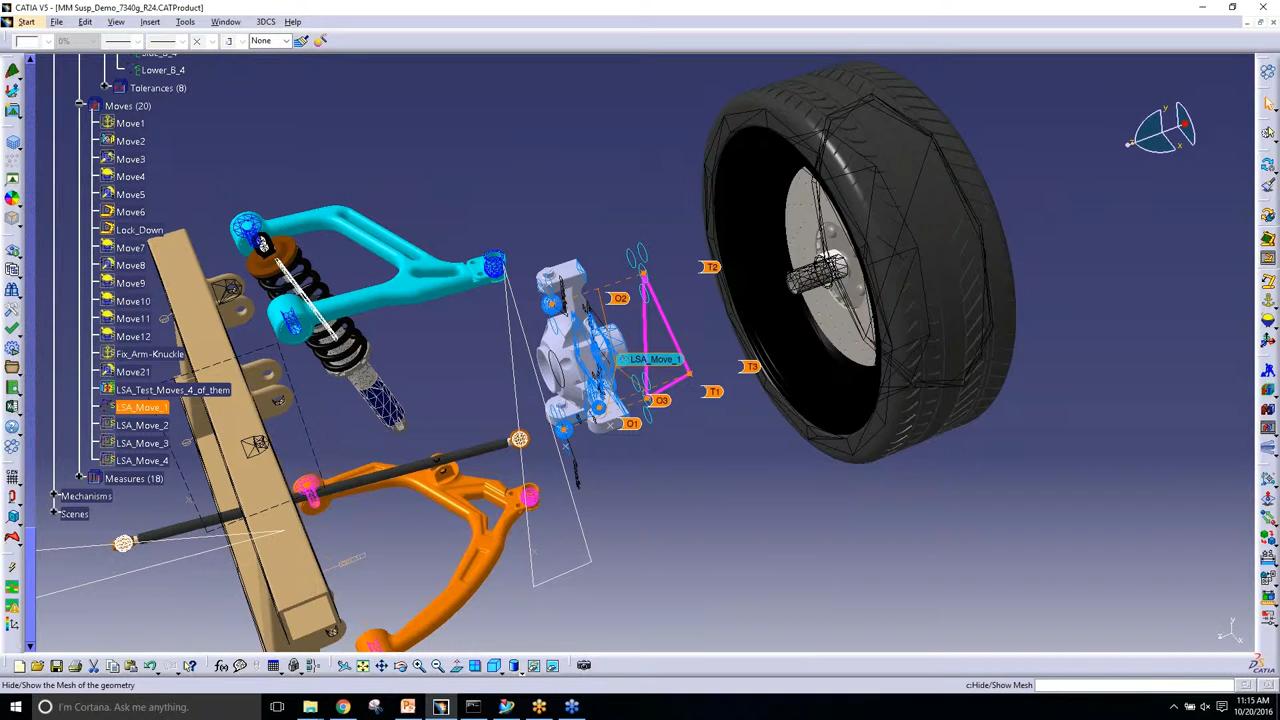 CATIA V5 - [MM Susp_Demo_7340g_R24.CATProduct]
Start File Edit View Insert Tools Window 3DCS Help
0% None
Lower_B_4
Tolerances (8)
Moves (20)
Move1
Move2
Move3
Move4
Move5
Move6
Lock_Down
Move7
Move8
Move9
Move10
Move11
Move12
Fix_Arm-Knuckle
Move21
LSA_Test_Moves_4_of_them
LSA_Move_1
LSA_Move_2
LSA_Move_3
LSA_Move_4
Measures (18)
Mechanisms
Scenes
T2
O2
LSA_Move_1
T3
T1
O3
O1
y
x
z
x
CATIA
Hide/Show the Mesh of the geometry
c:Hide/Show Mesh
I'm Cortana. Ask me anything.
11:15 AM
10/20/2016